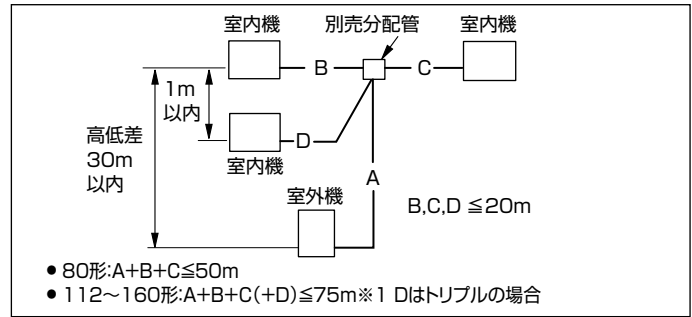 室内機
別売分配管
室内機
B
C
1m
以内
高低差
30m
以内
D
室内機
A
室外機
B,C,D ≦20m
● 80形:A+B+C≦50m
● 112～160形:A+B+C(+D)≦75m※1 Dはトリプルの場合